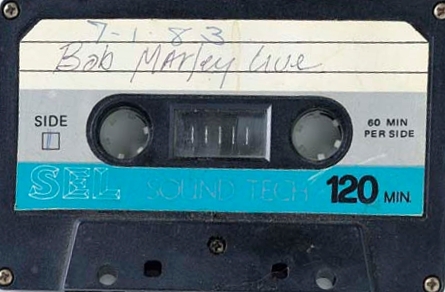 7-1-83
Bob Marley live
SIDE
60 MIN
PER SIDE
SEL SOUND TECH 120 MIN.